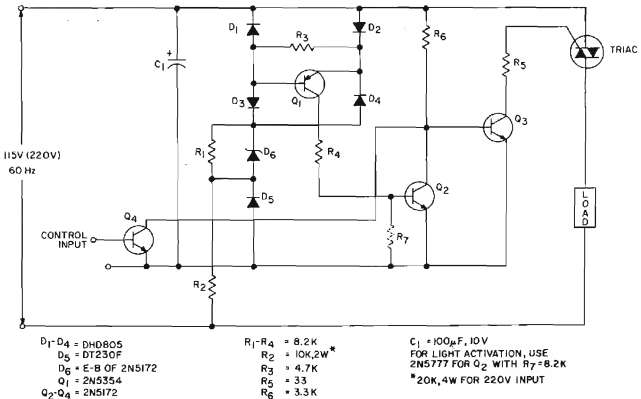 D1
D2
R3
R6
TRIAC
C1
+
Q1
R5
D3
D4
Q3
115V (220V)
60 Hz
R1
D6
R4
D5
Q2
LOAD
Q4
CONTROL
INPUT
R7
R2
D1-D4 = DHD805
D5 = DT230F
D6 = E-B OF 2N5172
Q1 = 2N5354
Q2-Q4 = 2N5172
R1-R4 = 8.2K
R2 = 10K,2W*
R3 = 4.7K
R5 = 33
R6 = 3.3K
C1 = 100μF, 10V
FOR LIGHT ACTIVATION, USE
2N5777 FOR Q2 WITH R7=8.2K
*20K,4W FOR 220V INPUT